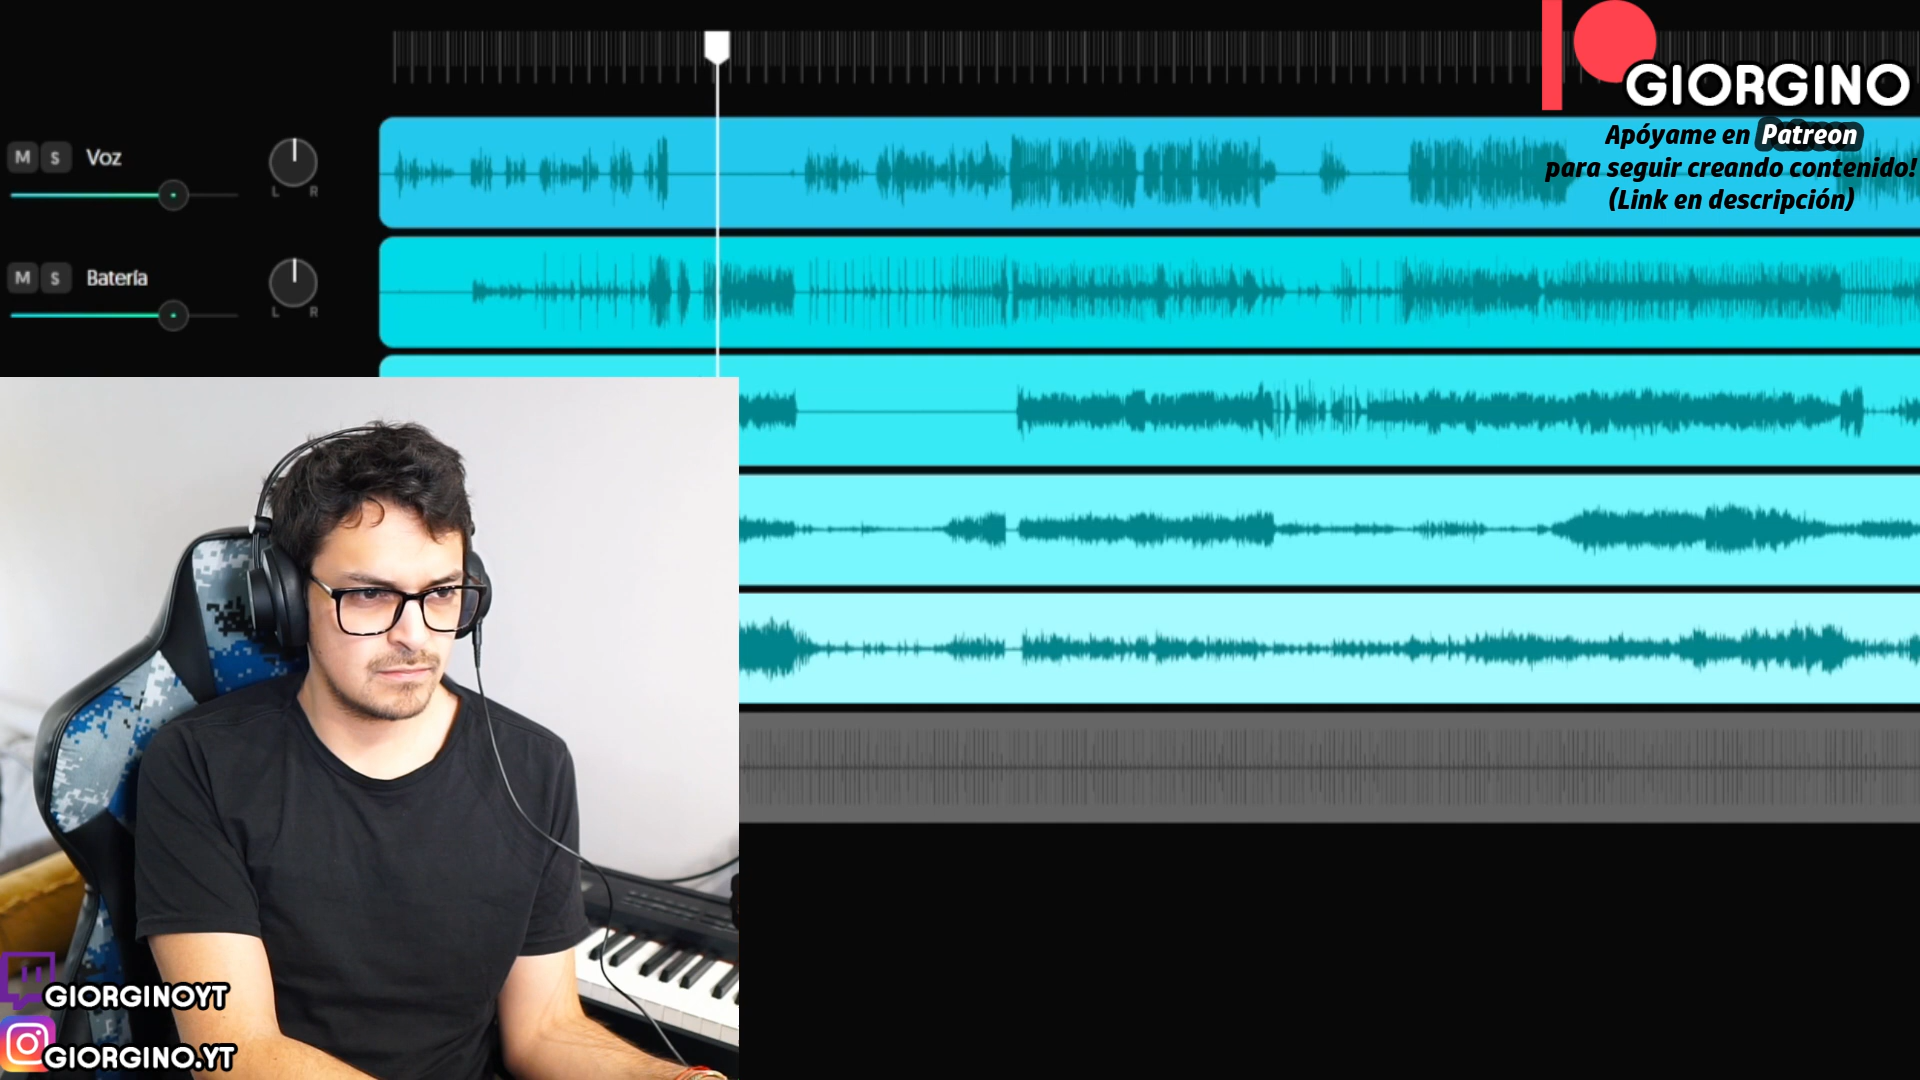 GIORGINO
Apóyame en Patreon
para seguir creando contenido!
(Link en descripción)
M S Voz
L R
M S Batería
L R
GIORGINOYT
GIORGINO.YT